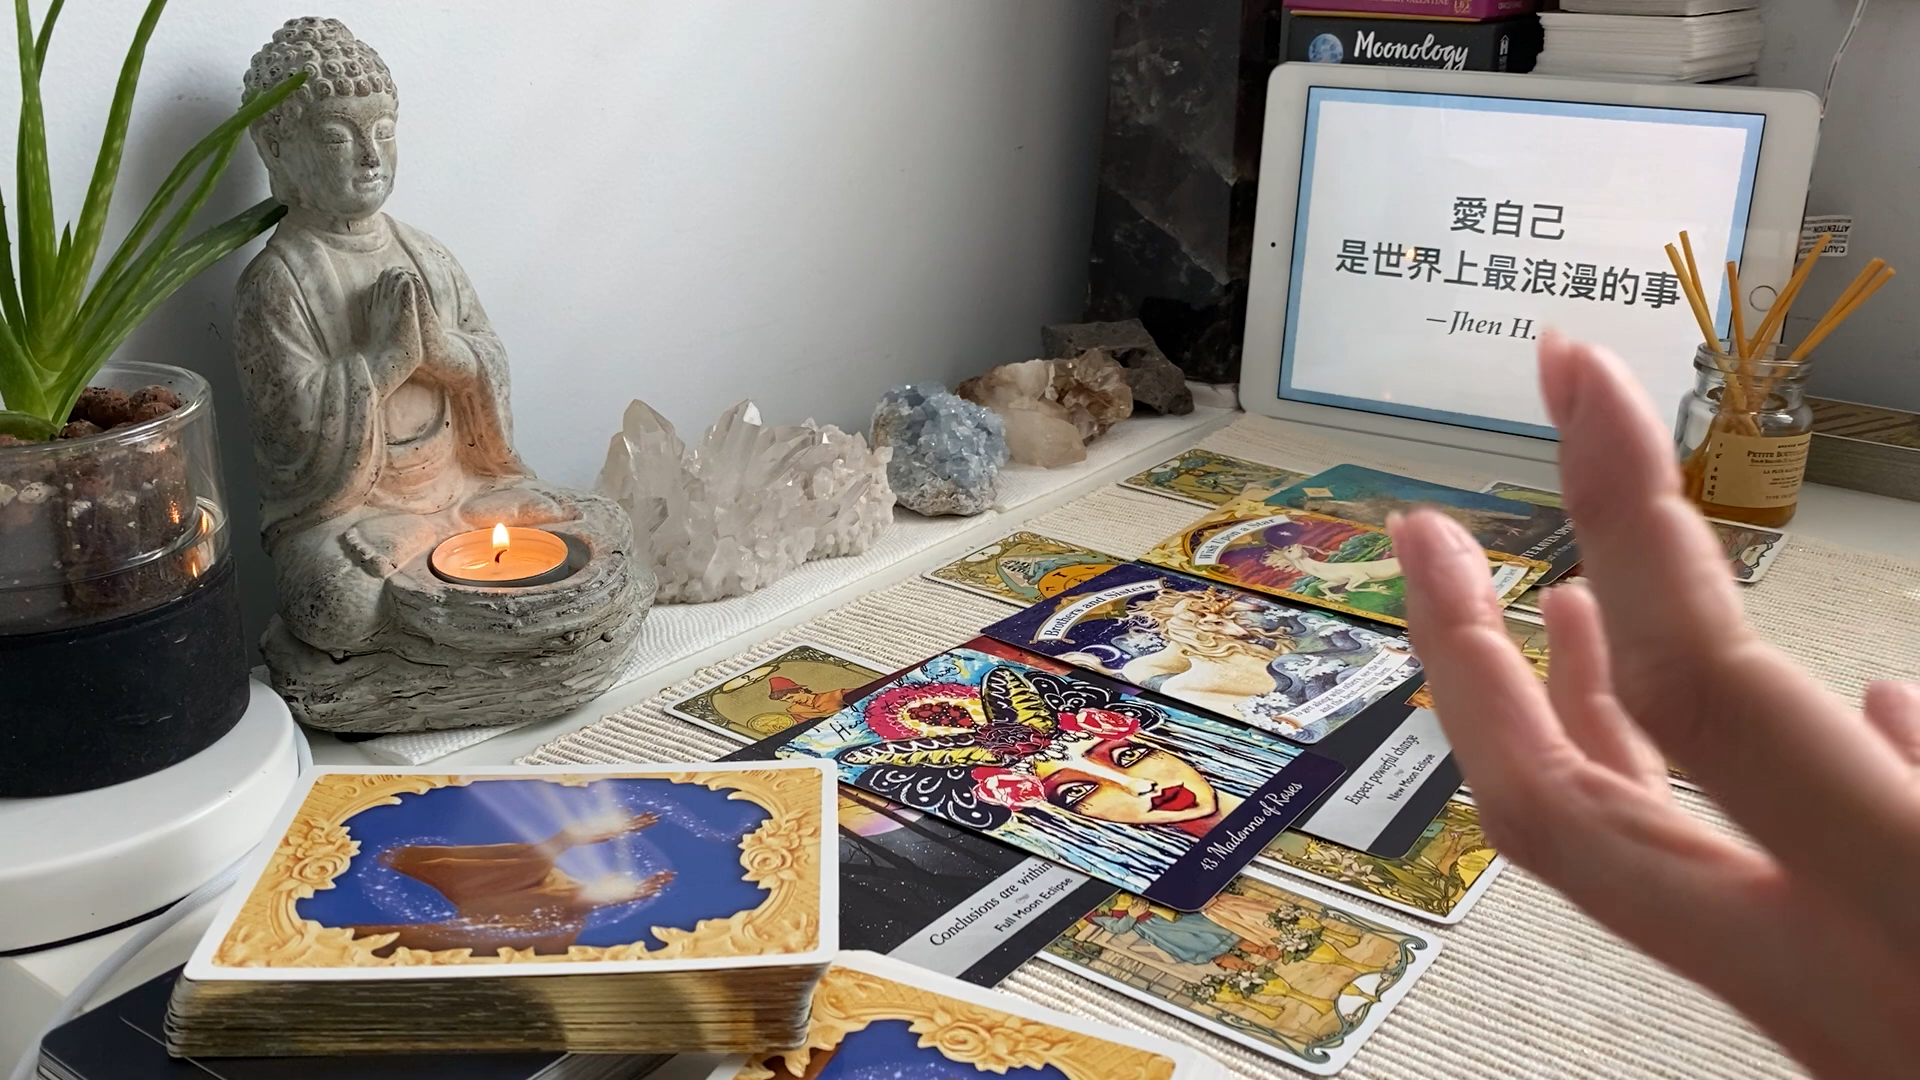 Moonology
愛自己
是世界上最浪漫的事
—Jhen H.
ATTENTION
Wish Upon a Star
Brothers and Sisters
Expect powerful change
New Moon Eclipse
43. Madonna of Roses
Conclusions are within
Full Moon Eclipse